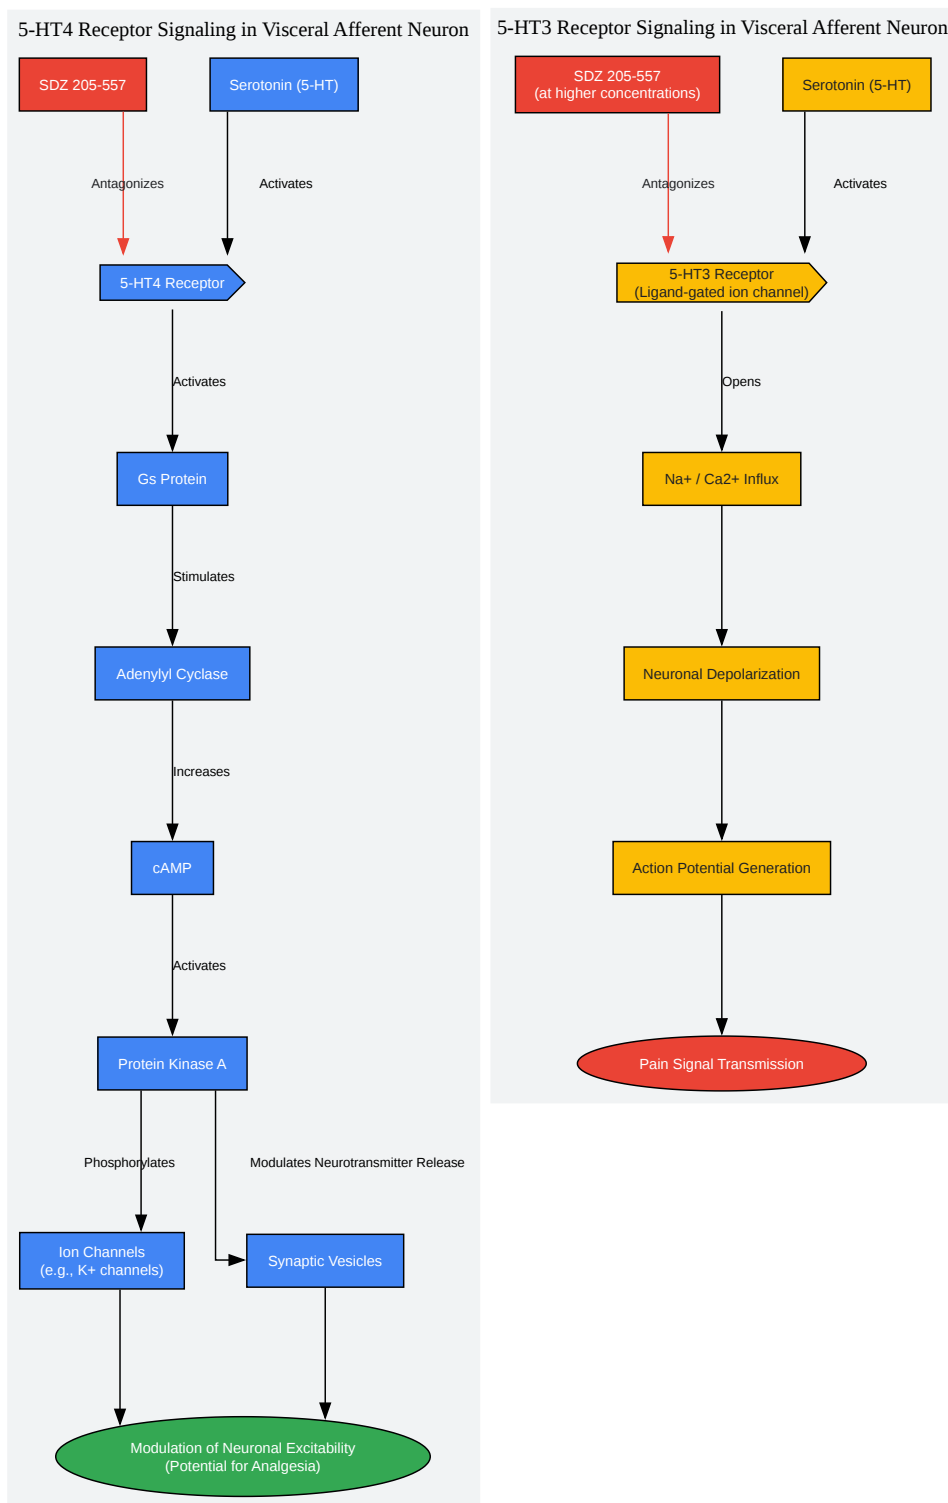 5-HT4 Receptor Signaling in Visceral Afferent Neuron
SDZ 205-557
Serotonin (5-HT)
Antagonizes
Activates
5-HT4 Receptor
Activates
Gs Protein
Stimulates
Adenylyl Cyclase
Increases
cAMP
Activates
Protein Kinase A
Phosphorylates
Modulates Neurotransmitter Release
Ion Channels
(e.g., K+ channels)
Synaptic Vesicles
Modulation of Neuronal Excitability
(Potential for Analgesia)
5-HT3 Receptor Signaling in Visceral Afferent Neuron
SDZ 205-557
(at higher concentrations)
Serotonin (5-HT)
Antagonizes
Activates
5-HT3 Receptor
(Ligand-gated ion channel)
Opens
Na+ / Ca2+ Influx
Neuronal Depolarization
Action Potential Generation
Pain Signal Transmission